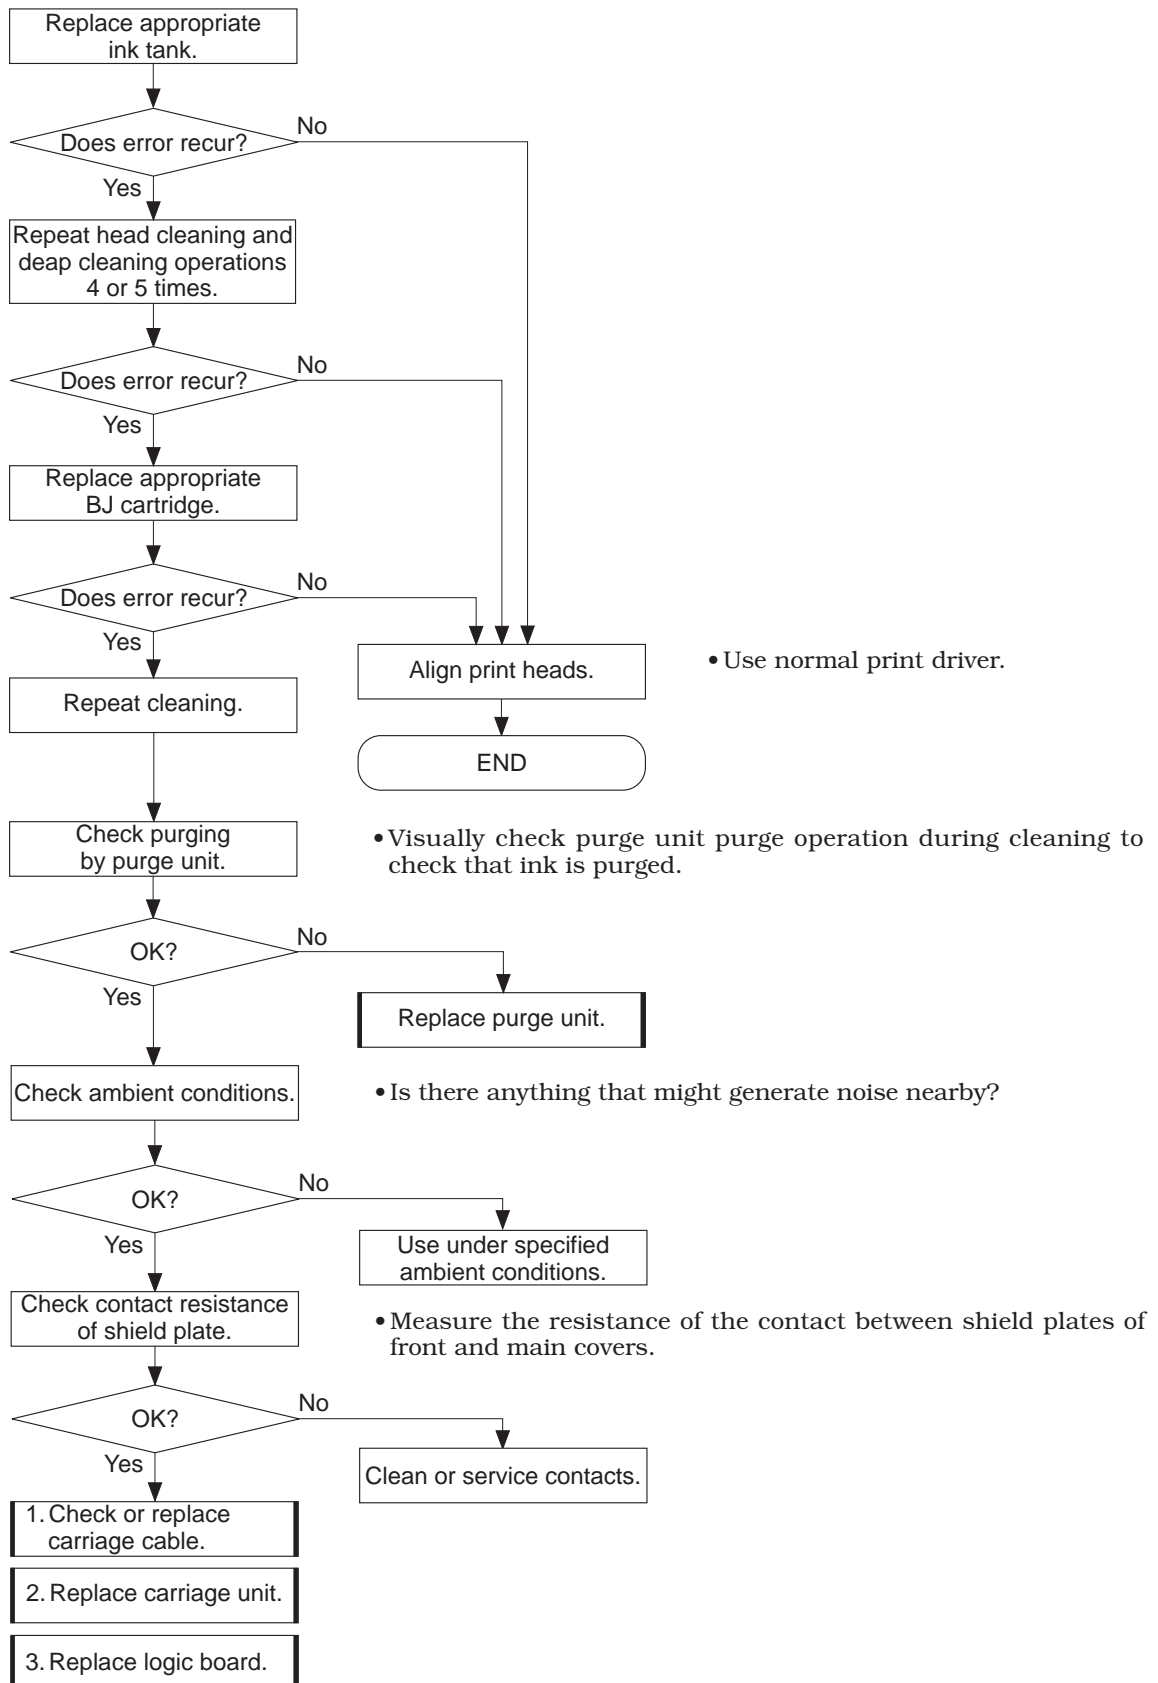 Replace appropriate
ink tank.
Does error recur?
No
Yes
Repeat head cleaning and
deap cleaning operations
4 or 5 times.
Does error recur?
No
Yes
Replace appropriate
BJ cartridge.
Does error recur?
No
Yes
Align print heads.
•Use normal print driver.
Repeat cleaning.
END
Check purging
by purge unit.
•Visually check purge unit purge operation during cleaning to
check that ink is purged.
OK?
No
Yes
Replace purge unit.
Check ambient conditions.
•Is there anything that might generate noise nearby?
OK?
No
Yes
Use under specified
ambient conditions.
Check contact resistance
of shield plate.
•Measure the resistance of the contact between shield plates of
front and main covers.
OK?
No
Yes
Clean or service contacts.
1. Check or replace
carriage cable.
2. Replace carriage unit.
3. Replace logic board.